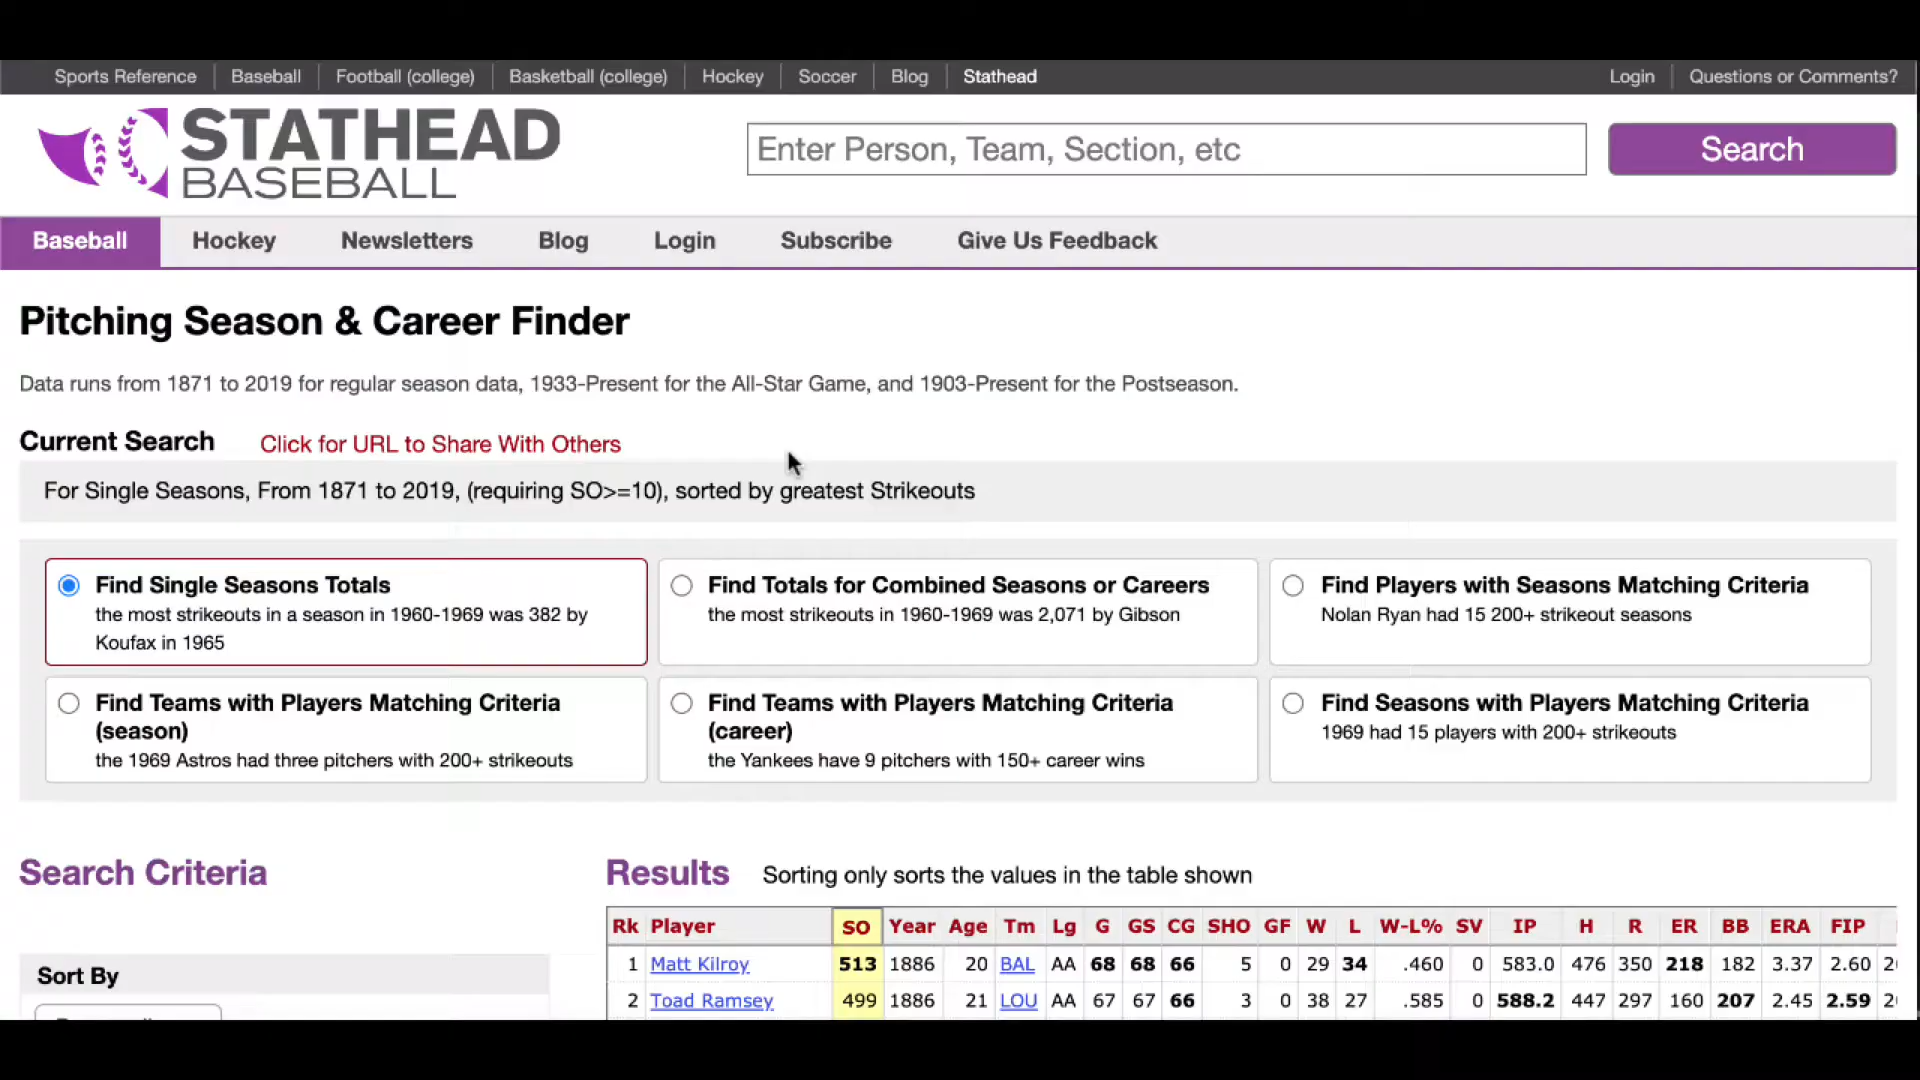 Sports Reference Baseball Football (college) Basketball (college) Hockey Soccer Blog Stathead Login Questions or Comments?
STATHEAD
BASEBALL
Enter Person, Team, Section, etc
Search
Baseball Hockey Newsletters Blog Login Subscribe Give Us Feedback
Pitching Season & Career Finder
Data runs from 1871 to 2019 for regular season data, 1933-Present for the All-Star Game, and 1903-Present for the Postseason.
Current Search Click for URL to Share With Others
For Single Seasons, From 1871 to 2019, (requiring SO>=10), sorted by greatest Strikeouts
Find Single Seasons Totals
the most strikeouts in a season in 1960-1969 was 382 by
Koufax in 1965
Find Totals for Combined Seasons or Careers
the most strikeouts in 1960-1969 was 2,071 by Gibson
Find Players with Seasons Matching Criteria
Nolan Ryan had 15 200+ strikeout seasons
Find Teams with Players Matching Criteria
(season)
the 1969 Astros had three pitchers with 200+ strikeouts
Find Teams with Players Matching Criteria
(career)
the Yankees have 9 pitchers with 150+ career wins
Find Seasons with Players Matching Criteria
1969 had 15 players with 200+ strikeouts
Search Criteria
Sort By
Results Sorting only sorts the values in the table shown
Rk Player SO Year Age Tm Lg G GS CG SHO GF W L W-L% SV IP H R ER BB ERA FIP
1 Matt Kilroy 513 1886 20 BAL AA 68 68 66 5 0 29 34 .460 0 583.0 476 350 218 182 3.37 2.60
2 Toad Ramsey 499 1886 21 LOU AA 67 67 66 3 0 38 27 .585 0 588.2 447 297 160 207 2.45 2.59